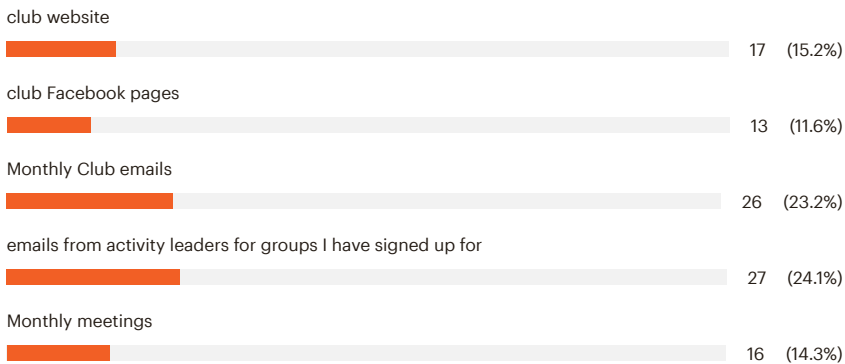 club website
17 (15.2%)
club Facebook pages
13 (11.6%)
Monthly Club emails
26 (23.2%)
emails from activity leaders for groups I have signed up for
27 (24.1%)
Monthly meetings
16 (14.3%)